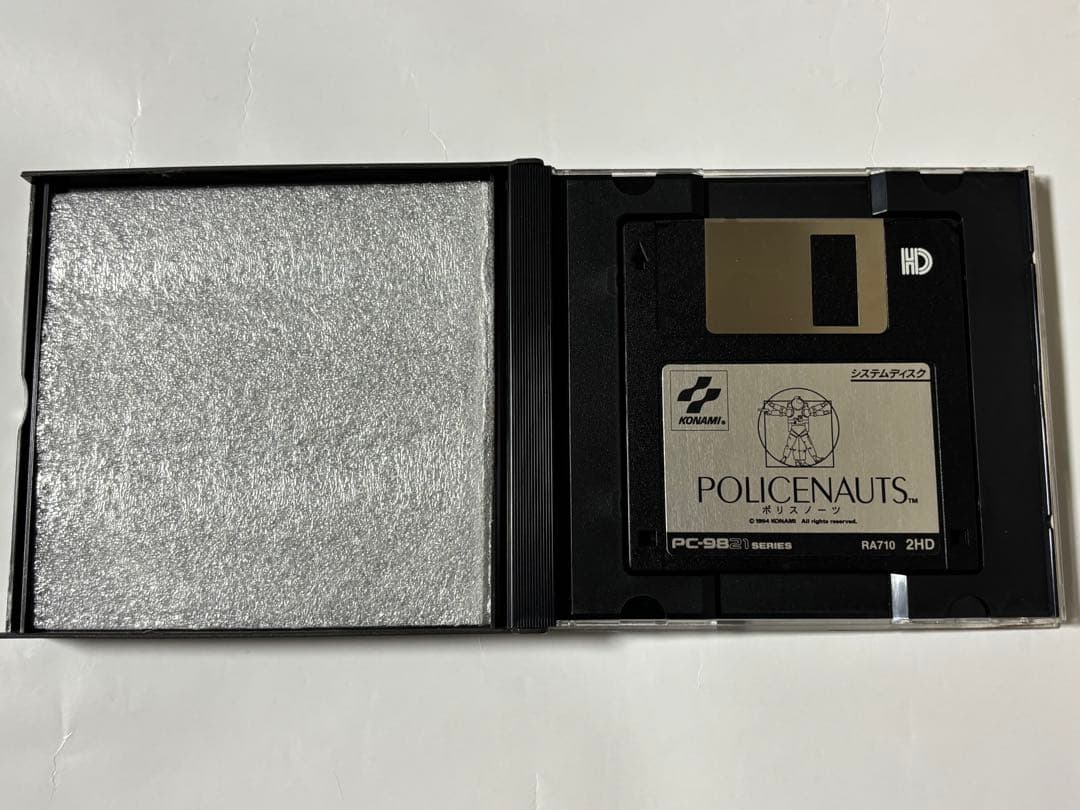 HD
システムディスク
KONAMI®
POLICENAUTS™
ポリスノーツ
© 1994 KONAMI All rights reserved.
PC-9821 SERIES RA710 2HD